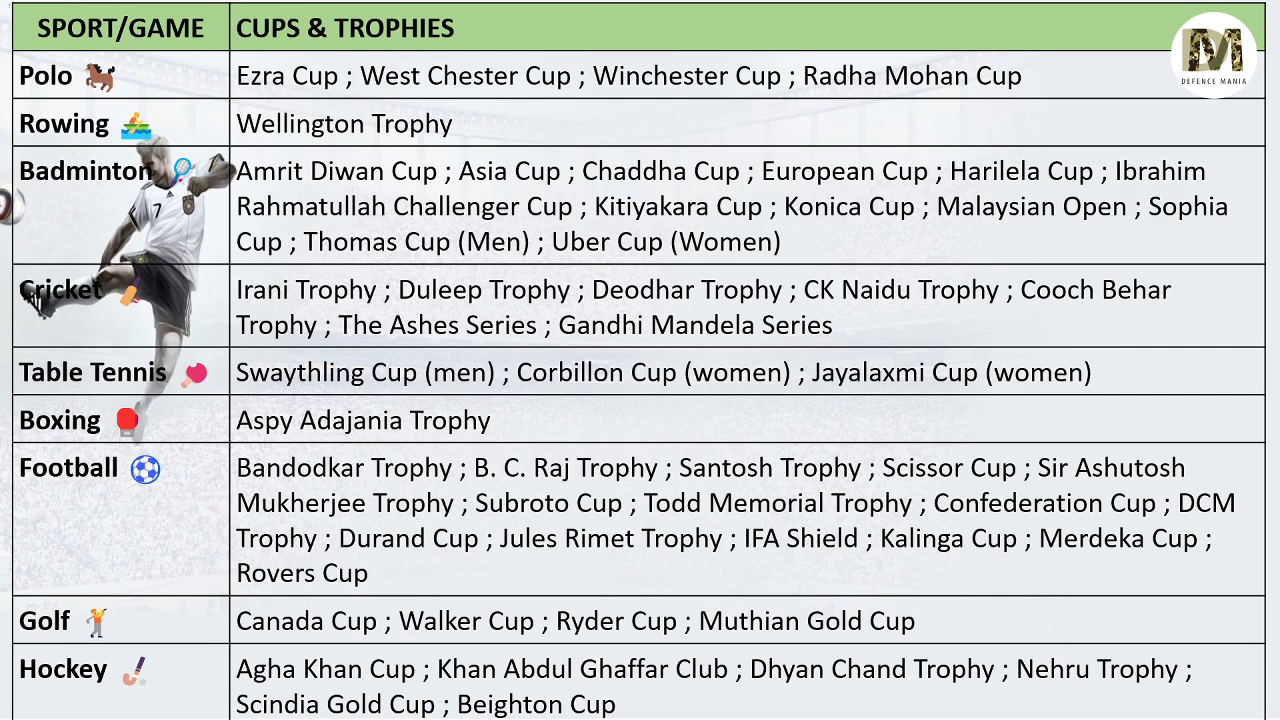 SPORT/GAME CUPS & TROPHIES
DEFENCE MANIA
Polo Ezra Cup ; West Chester Cup ; Winchester Cup ; Radha Mohan Cup
Rowing Wellington Trophy
Badminton Amrit Diwan Cup ; Asia Cup ; Chaddha Cup ; European Cup ; Harilela Cup ; Ibrahim
Rahmatullah Challenger Cup ; Kitiyakara Cup ; Konica Cup ; Malaysian Open ; Sophia
Cup ; Thomas Cup (Men) ; Uber Cup (Women)
7
Cricket Irani Trophy ; Duleep Trophy ; Deodhar Trophy ; CK Naidu Trophy ; Cooch Behar
Trophy ; The Ashes Series ; Gandhi Mandela Series
Table Tennis Swaythling Cup (men) ; Corbillon Cup (women) ; Jayalaxmi Cup (women)
Boxing Aspy Adajania Trophy
Football Bandodkar Trophy ; B. C. Raj Trophy ; Santosh Trophy ; Scissor Cup ; Sir Ashutosh
Mukherjee Trophy ; Subroto Cup ; Todd Memorial Trophy ; Confederation Cup ; DCM
Trophy ; Durand Cup ; Jules Rimet Trophy ; IFA Shield ; Kalinga Cup ; Merdeka Cup ;
Rovers Cup
Golf Canada Cup ; Walker Cup ; Ryder Cup ; Muthian Gold Cup
Hockey Agha Khan Cup ; Khan Abdul Ghaffar Club ; Dhyan Chand Trophy ; Nehru Trophy ;
Scindia Gold Cup ; Beighton Cup